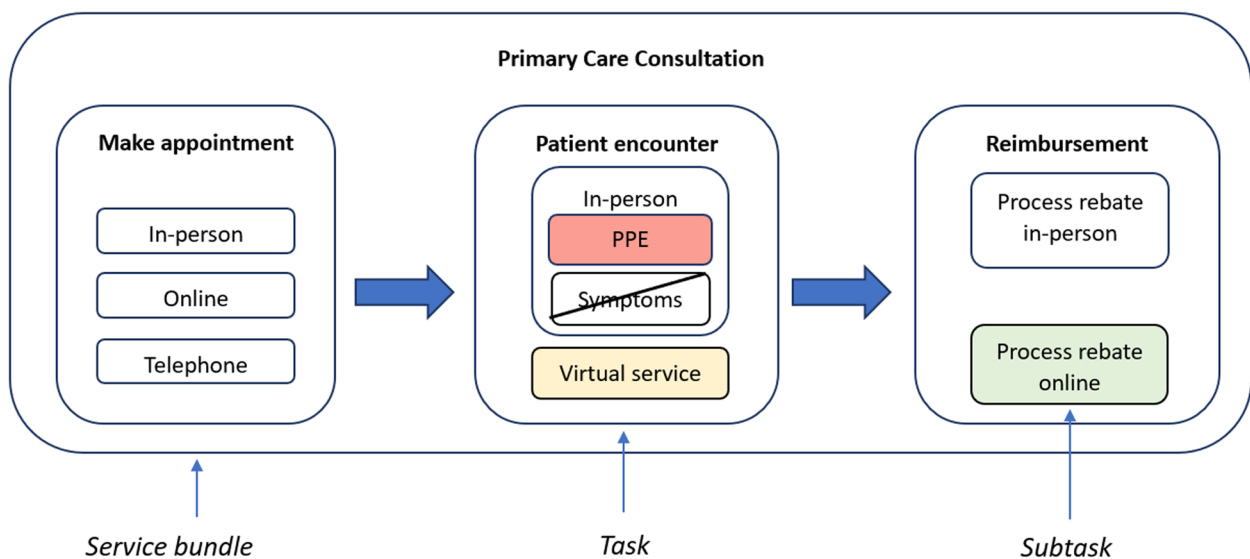 Primary Care Consultation
Make appointment
In-person
Online
Telephone
Patient encounter
In-person
PPE
Symptoms
Virtual service
Reimbursement
Process rebate
in-person
Process rebate
online
Service bundle
Task
Subtask